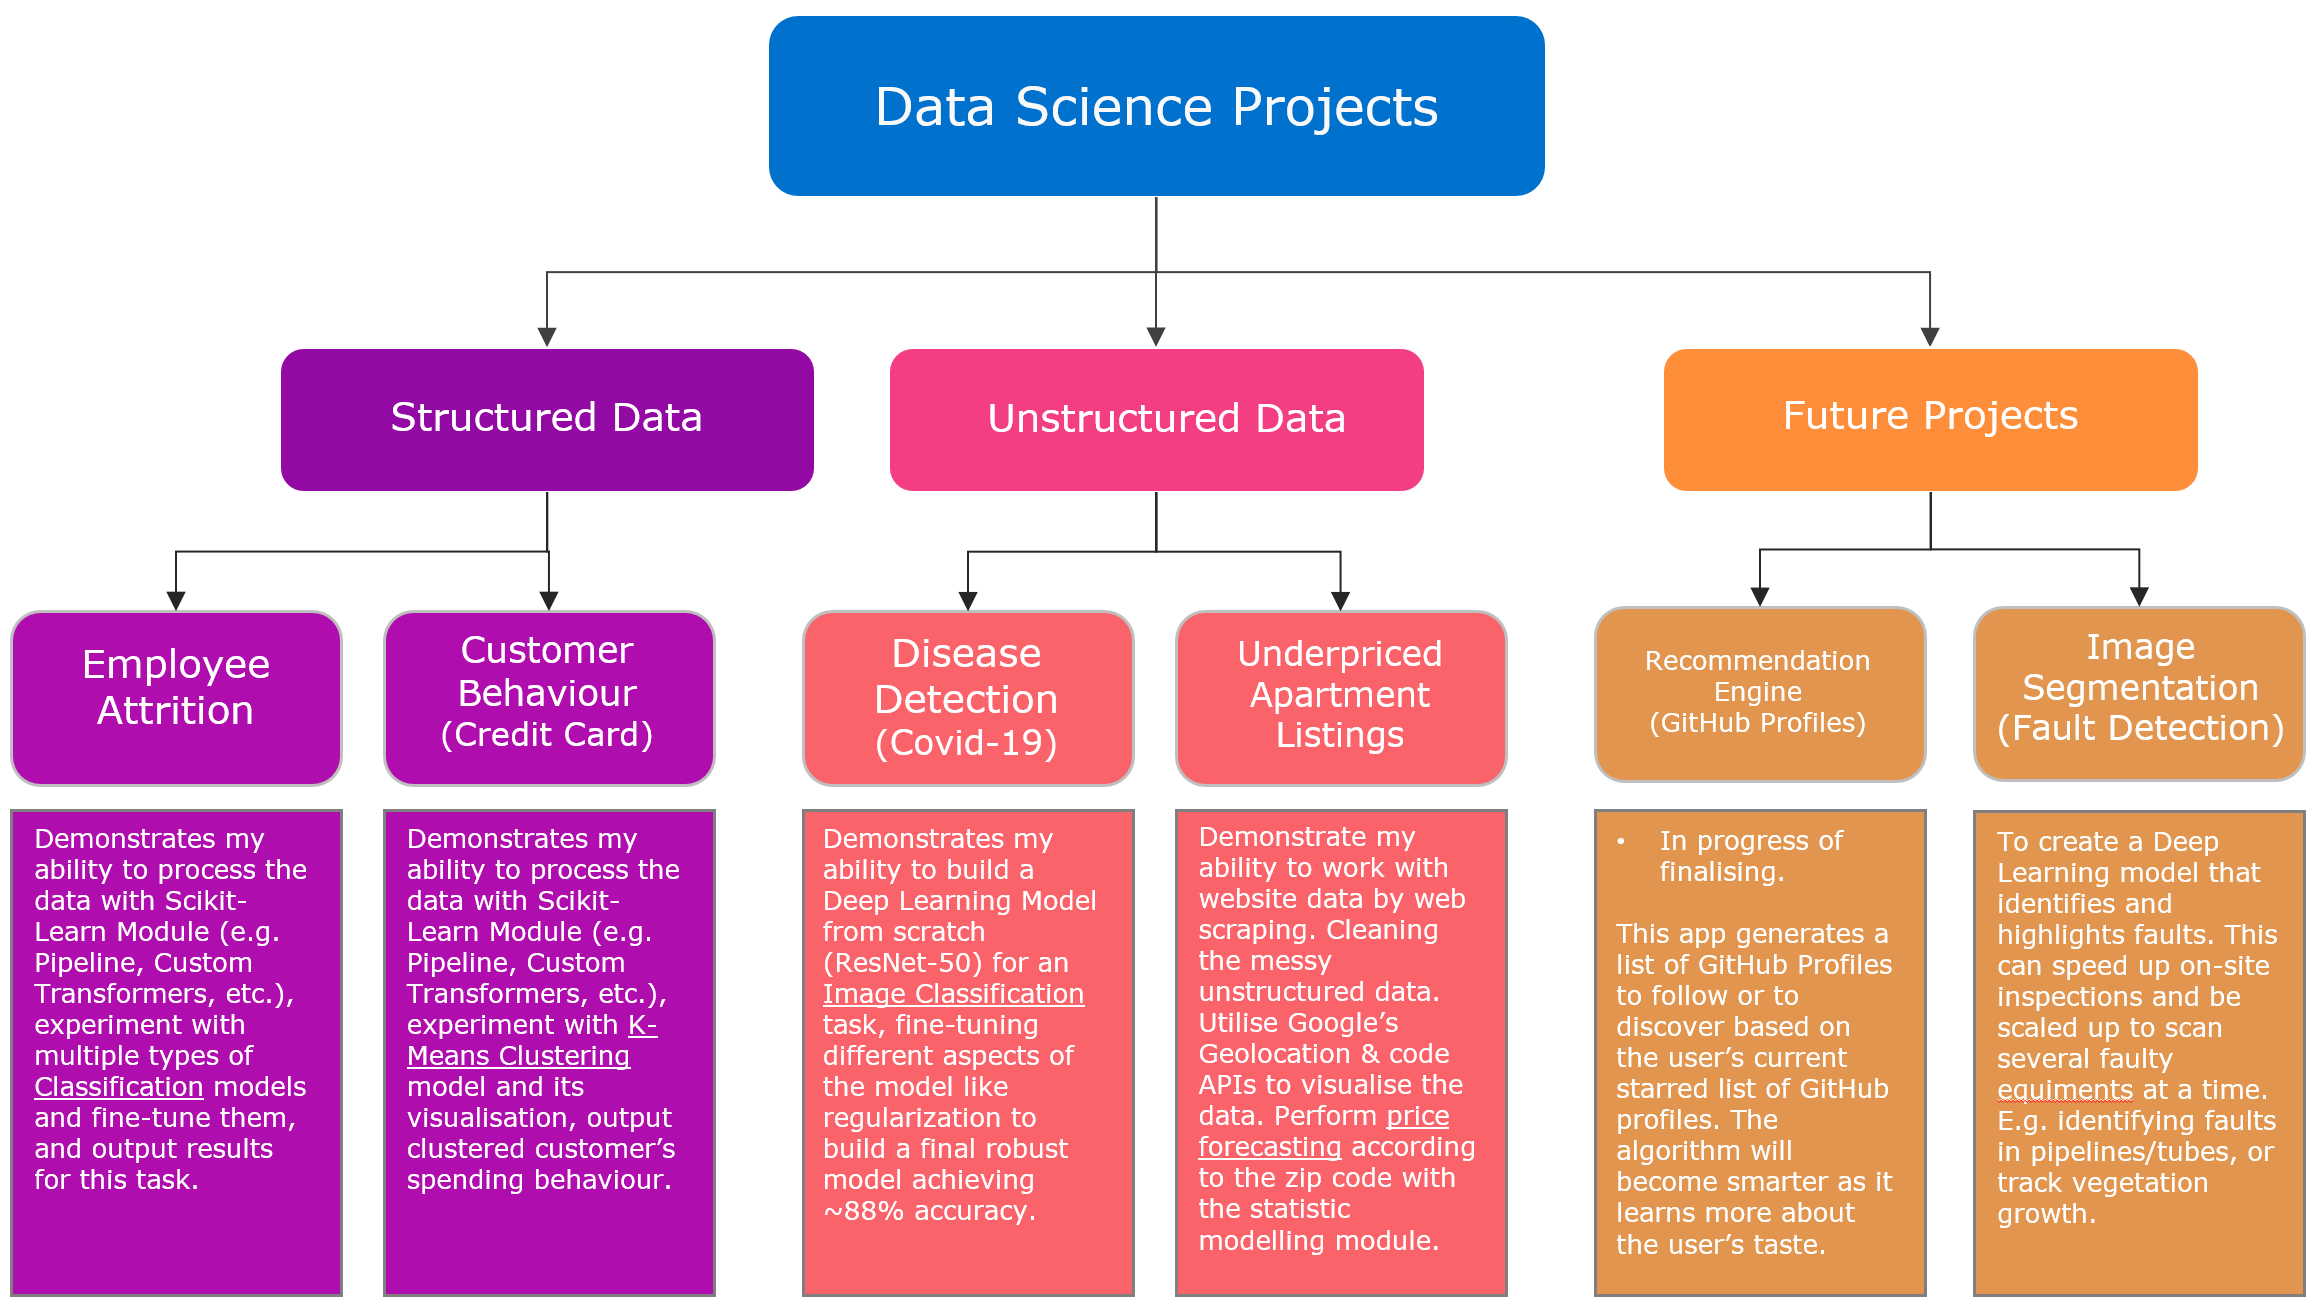 Data Science Projects
Structured Data
Unstructured Data
Future Projects
Employee
Attrition
Customer
Behaviour
(Credit Card)
Disease
Detection
(Covid-19)
Underpriced
Apartment
Listings
Recommendation
Engine
(GitHub Profiles)
Image
Segmentation
(Fault Detection)
Demonstrates my
ability to process the
data with Scikit-
Learn Module (e.g.
Pipeline, Custom
Transformers, etc.),
experiment with
multiple types of
Classification models
and fine-tune them,
and output results
for this task.
Demonstrates my
ability to process the
data with Scikit-
Learn Module (e.g.
Pipeline, Custom
Transformers, etc.),
experiment with K-
Means Clustering
model and its
visualisation, output
clustered customer’s
spending behaviour.
Demonstrates my
ability to build a
Deep Learning Model
from scratch
(ResNet-50) for an
Image Classification
task, fine-tuning
different aspects of
the model like
regularization to
build a final robust
model achieving
~88% accuracy.
Demonstrate my
ability to work with
website data by web
scraping. Cleaning
the messy
unstructured data.
Utilise Google’s
Geolocation & code
APIs to visualise the
data. Perform price
forecasting according
to the zip code with
the statistic
modelling module.
• In progress of
finalising.
This app generates a
list of GitHub Profiles
to follow or to
discover based on
the user’s current
starred list of GitHub
profiles. The
algorithm will
become smarter as it
learns more about
the user’s taste.
To create a Deep
Learning model that
identifies and
highlights faults. This
can speed up on-site
inspections and be
scaled up to scan
several faulty
equiments at a time.
E.g. identifying faults
in pipelines/tubes, or
track vegetation
growth.